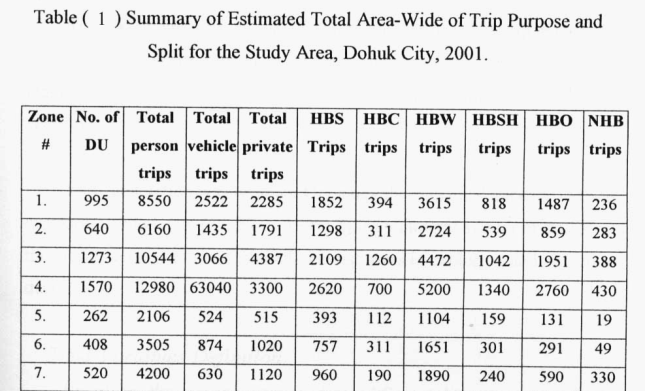 Table ( 1 ) Summary of Estimated Total Area-Wide of Trip Purpose and
Split for the Study Area, Dohuk City, 2001.
Zone # No. of DU Total person trips Total vehicle trips Total private trips HBS Trips HBC trips HBW trips HBSH trips HBO trips NHB trips
1. 995 8550 2522 2285 1852 394 3615 818 1487 236
2. 640 6160 1435 1791 1298 311 2724 539 859 283
3. 1273 10544 3066 4387 2109 1260 4472 1042 1951 388
4. 1570 12980 63040 3300 2620 700 5200 1340 2760 430
5. 262 2106 524 515 393 112 1104 159 131 19
6. 408 3505 874 1020 757 311 1651 301 291 49
7. 520 4200 630 1120 960 190 1890 240 590 330